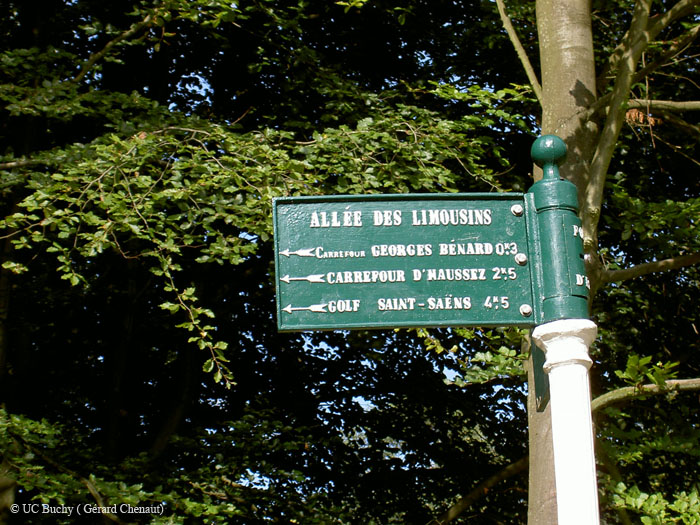 ALLÉE DES LIMOUSINS
CARREFOUR GEORGES BÉNARD 0K3
CARREFOUR D'MAUSSEZ 2K5
GOLF SAINT-SAËNS 4K5
© UC Buchy ( Gérard Chenaut)